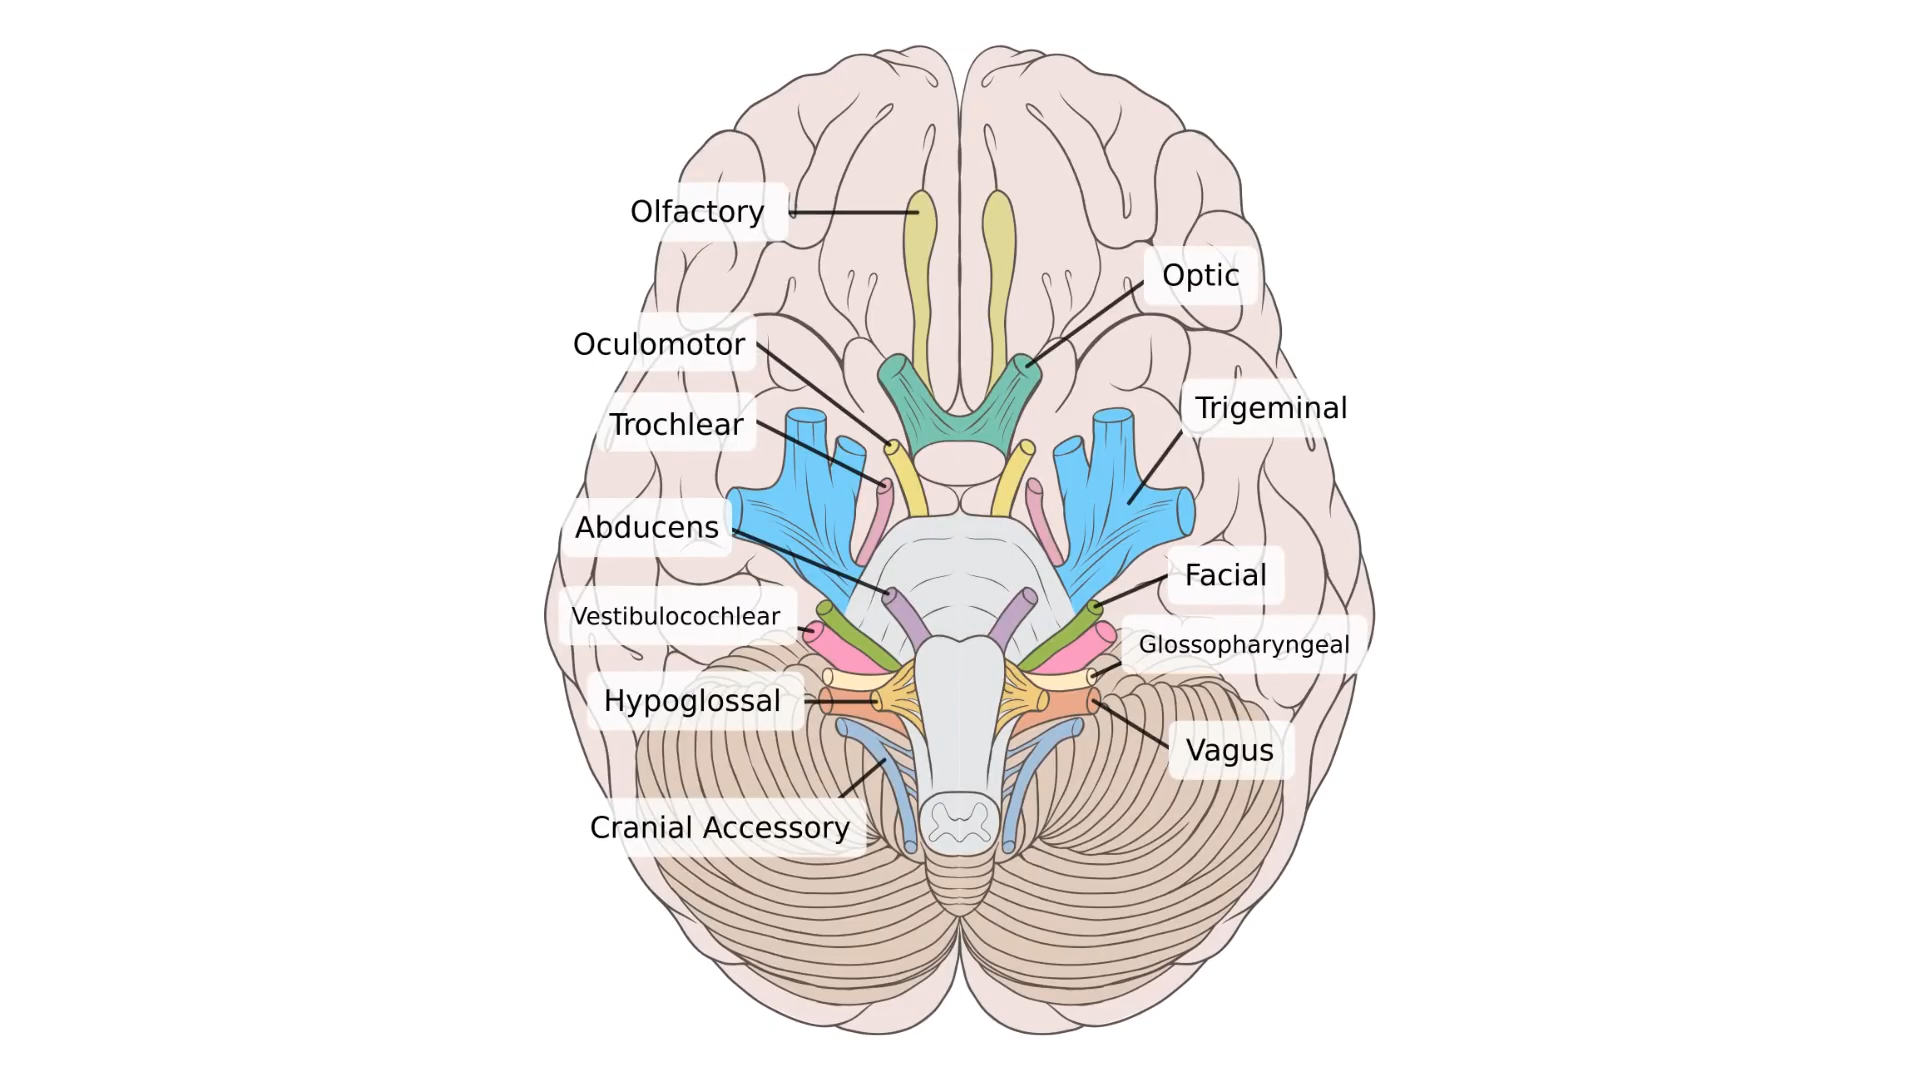 Olfactory
Optic
Oculomotor
Trigeminal
Trochlear
Abducens
Facial
Vestibulocochlear
Glossopharyngeal
Hypoglossal
Vagus
Cranial Accessory